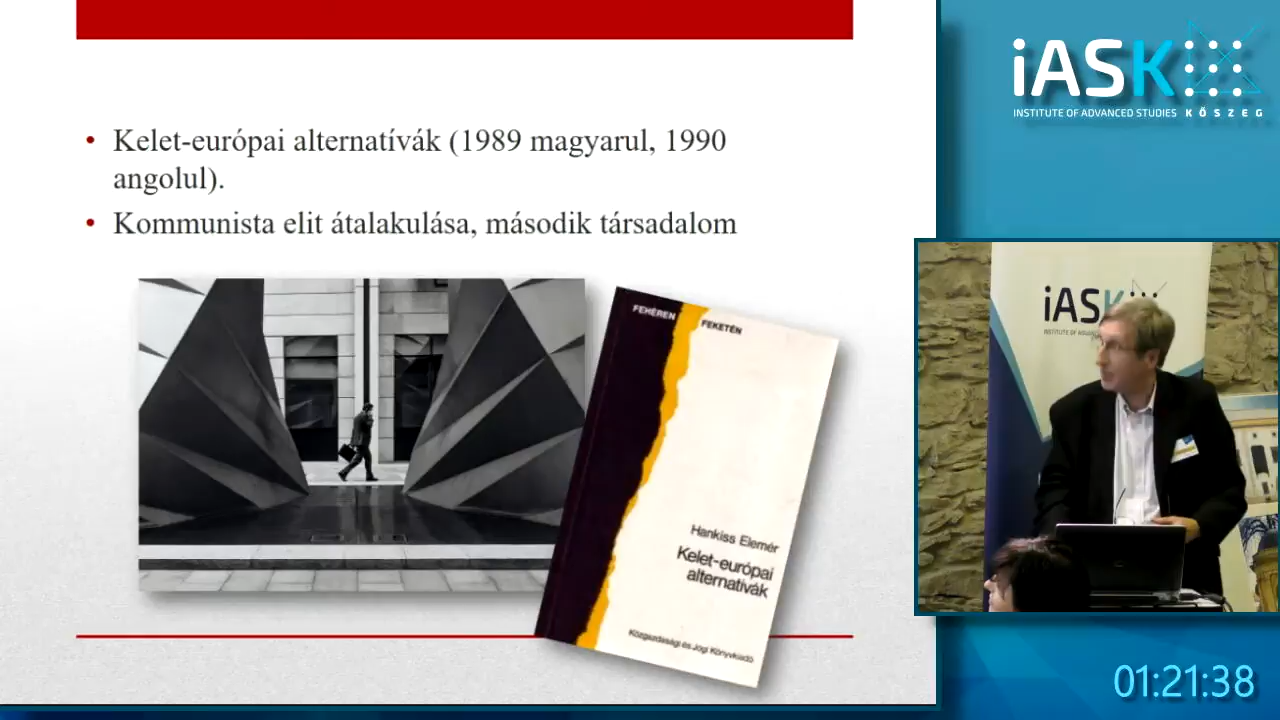 • Kelet-európai alternatívák (1989 magyarul, 1990
angolul).
• Kommunista elit átalakulása, második társadalom
FEHÉREN
FEKETÉN
Hankiss Elemér
Kelet-európai
alternatívák
Közgazdasági és Jogi Könyvkiadó
iASK
INSTITUTE OF ADVANCED STUDIES KŐSZEG
iASK
INSTITUTE OF
01:21:38